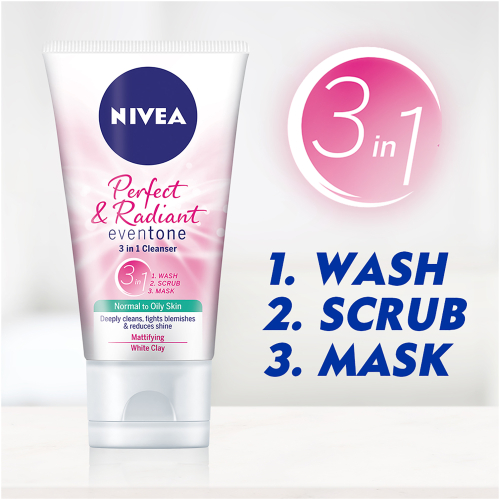 NIVEA
Perfect
& Radiant
eventone
3 in 1 Cleanser
3 in 1
1. WASH
2. SCRUB
3. MASK
Normal to Oily Skin
Deeply cleans, fights blemishes
& reduces shine
Mattifying
White Clay
3 in 1
1. WASH
2. SCRUB
3. MASK